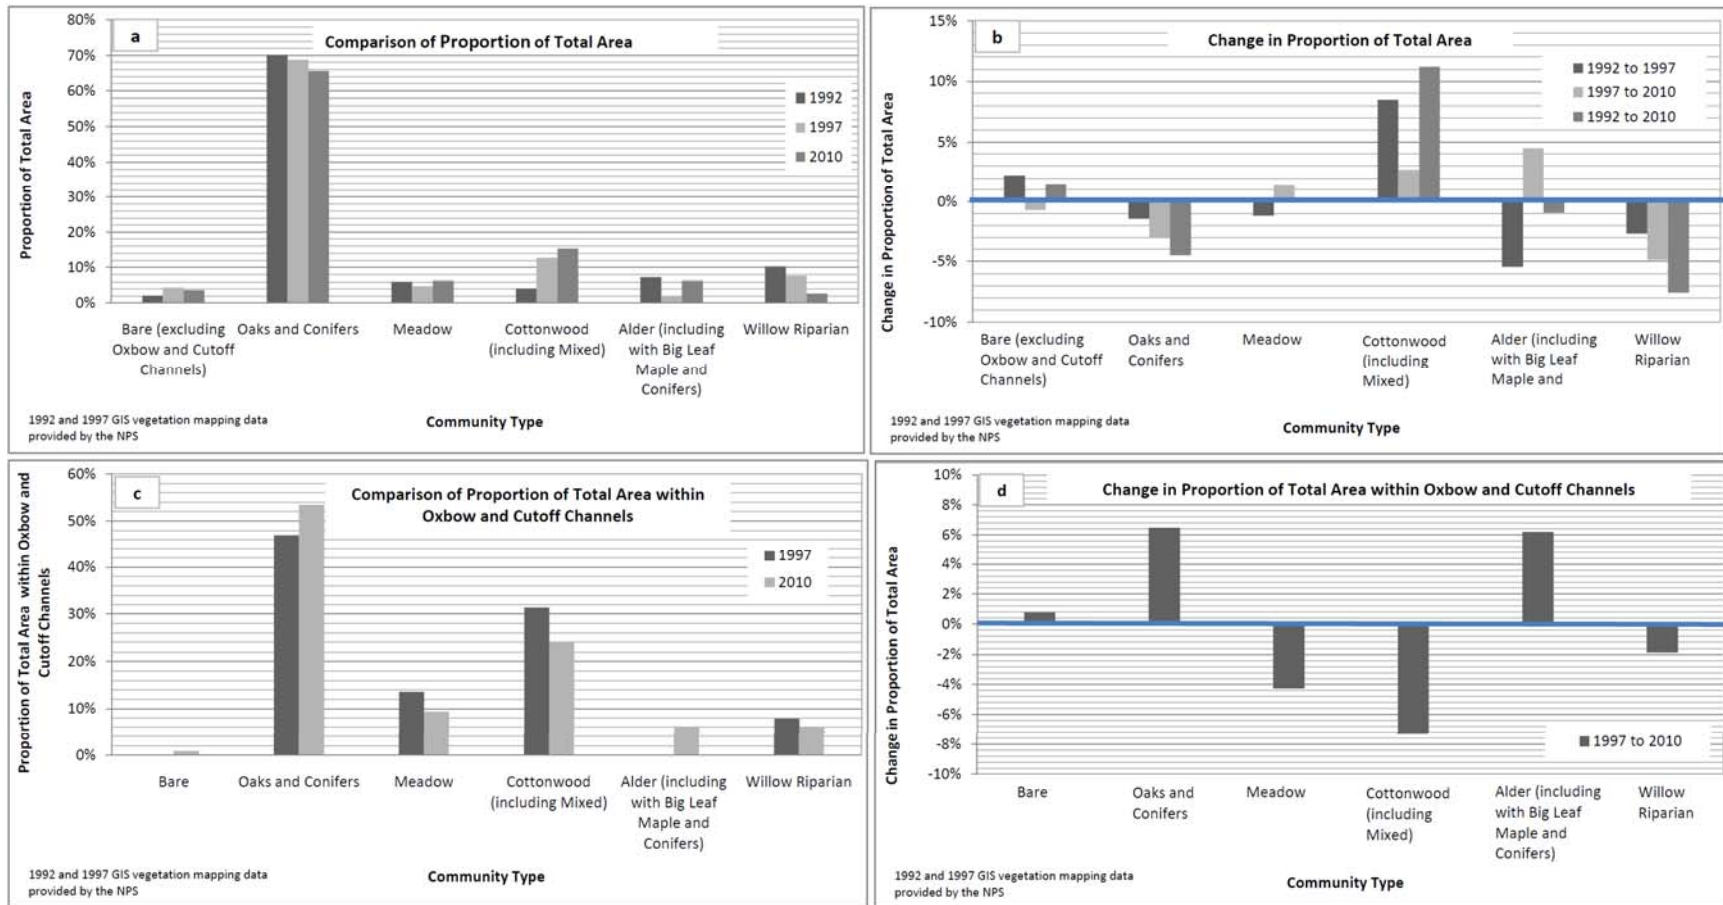 a
Comparison of Proportion of Total Area
Proportion of Total Area
80%
70%
60%
50%
40%
30%
20%
10%
0%
1992
1997
2010
Bare (excluding
Oxbow and Cutoff
Channels)
Oaks and Conifers
Meadow
Cottonwood
(including Mixed)
Alder (including
with Big Leaf
Maple and
Conifers)
Willow Riparian
Community Type
1992 and 1997 GIS vegetation mapping data
provided by the NPS
b
Change in Proportion of Total Area
Change in Proportion of Total Area
15%
10%
5%
0%
-5%
-10%
1992 to 1997
1997 to 2010
1992 to 2010
Bare (excluding
Oxbow and Cutoff
Channels)
Oaks and
Conifers
Meadow
Cottonwood
(including
Mixed)
Alder (including
with Big Leaf
Maple and
Willow
Riparian
Community Type
1992 and 1997 GIS vegetation mapping data
provided by the NPS
c
Comparison of Proportion of Total Area within
Oxbow and Cutoff Channels
Proportion of Total Area within Oxbow and
Cutoff Channels
60%
50%
40%
30%
20%
10%
0%
1997
2010
Bare
Oaks and Conifers
Meadow
Cottonwood
(including Mixed)
Alder (including
with Big Leaf
Maple and
Conifers)
Willow Riparian
Community Type
1992 and 1997 GIS vegetation mapping data
provided by the NPS
d
Change in Proportion of Total Area within Oxbow and Cutoff Channels
Change in Proportion of Total Area
10%
8%
6%
4%
2%
0%
-2%
-4%
-6%
-8%
-10%
1997 to 2010
Bare
Oaks and
Conifers
Meadow
Cottonwood
(including
Mixed)
Alder (including
with Big Leaf
Maple and
Conifers)
Willow
Riparian
Community Type
1992 and 1997 GIS vegetation mapping data
provided by the NPS